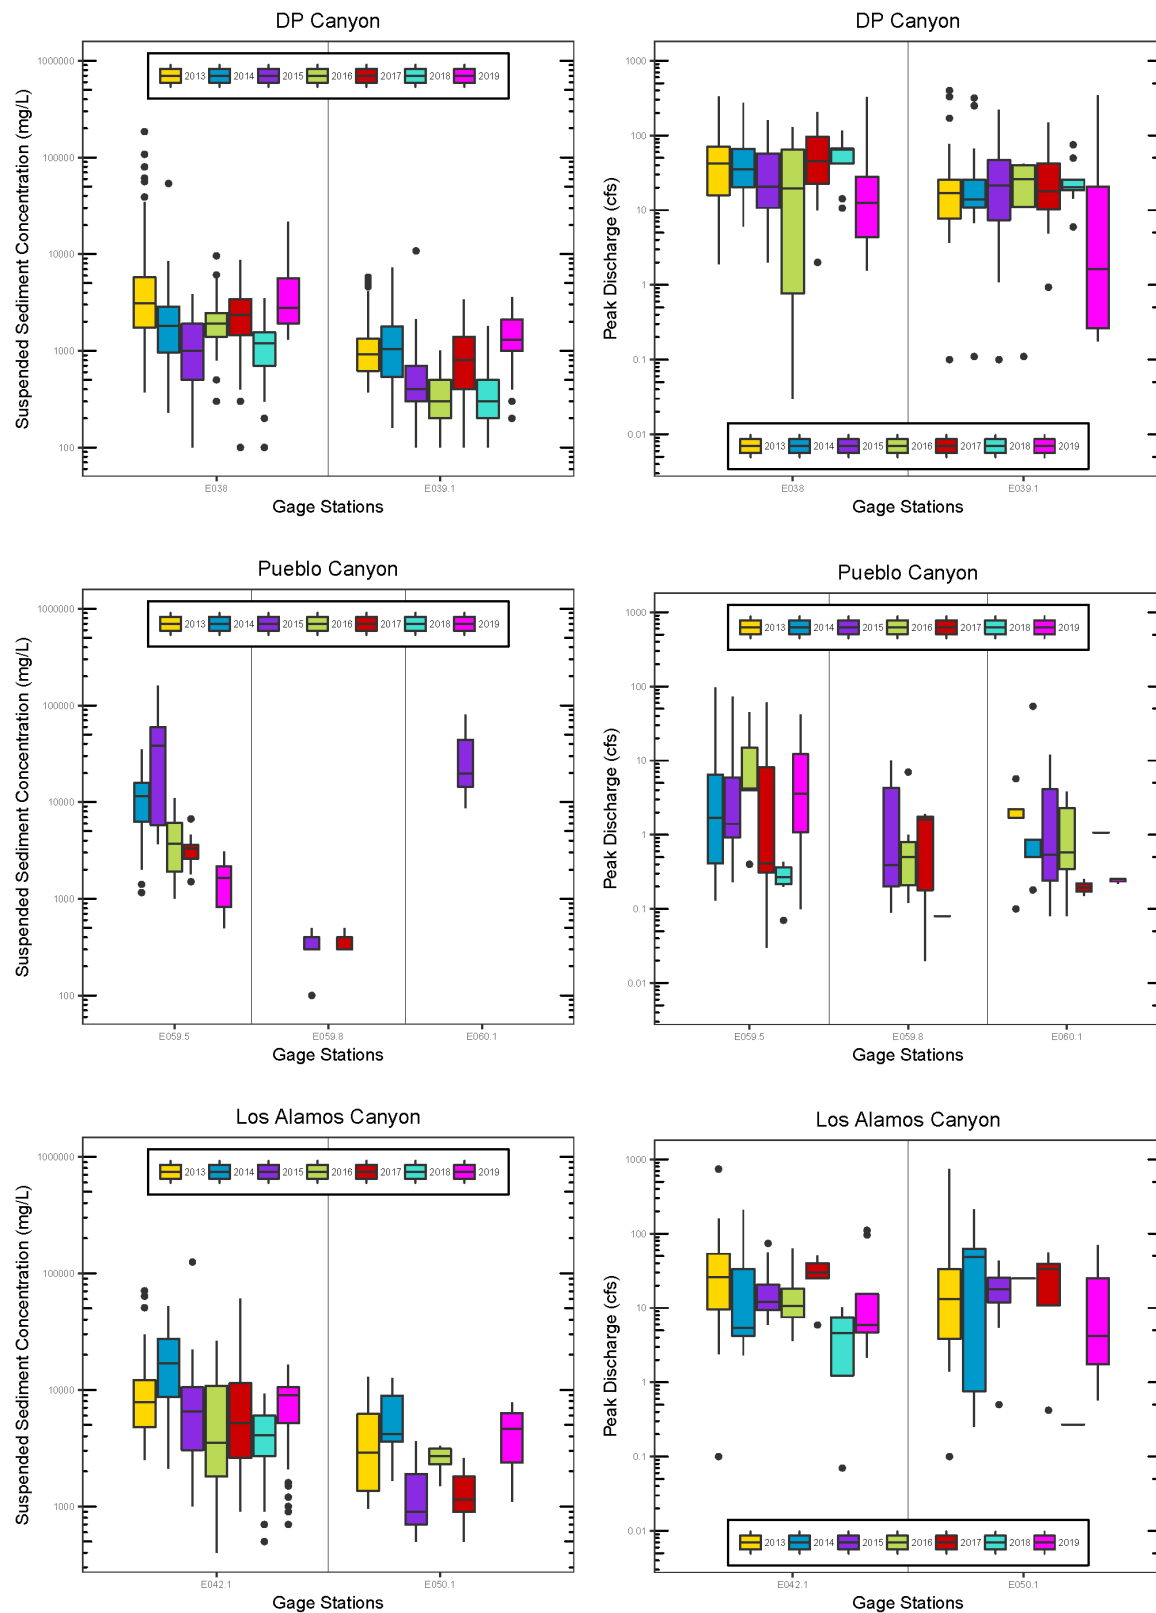 DP Canyon
Suspended Sediment Concentration (mg/L)
1000000
100000
10000
1000
100
2013 2014 2015 2016 2017 2018 2019
E038 E039.1
Gage Stations
DP Canyon
Peak Discharge (cfs)
1000
100
10
1
0.1
0.01
2013 2014 2015 2016 2017 2018 2019
E038 E039.1
Gage Stations
Pueblo Canyon
Suspended Sediment Concentration (mg/L)
1000000
100000
10000
1000
100
2013 2014 2015 2016 2017 2018 2019
E059.5 E059.8 E060.1
Gage Stations
Pueblo Canyon
Peak Discharge (cfs)
1000
100
10
1
0.1
0.01
2013 2014 2015 2016 2017 2018 2019
E059.5 E059.8 E060.1
Gage Stations
Los Alamos Canyon
Suspended Sediment Concentration (mg/L)
1000000
100000
10000
1000
2013 2014 2015 2016 2017 2018 2019
E042.1 E050.1
Gage Stations
Los Alamos Canyon
Peak Discharge (cfs)
1000
100
10
1
0.1
0.01
2013 2014 2015 2016 2017 2018 2019
E042.1 E050.1
Gage Stations